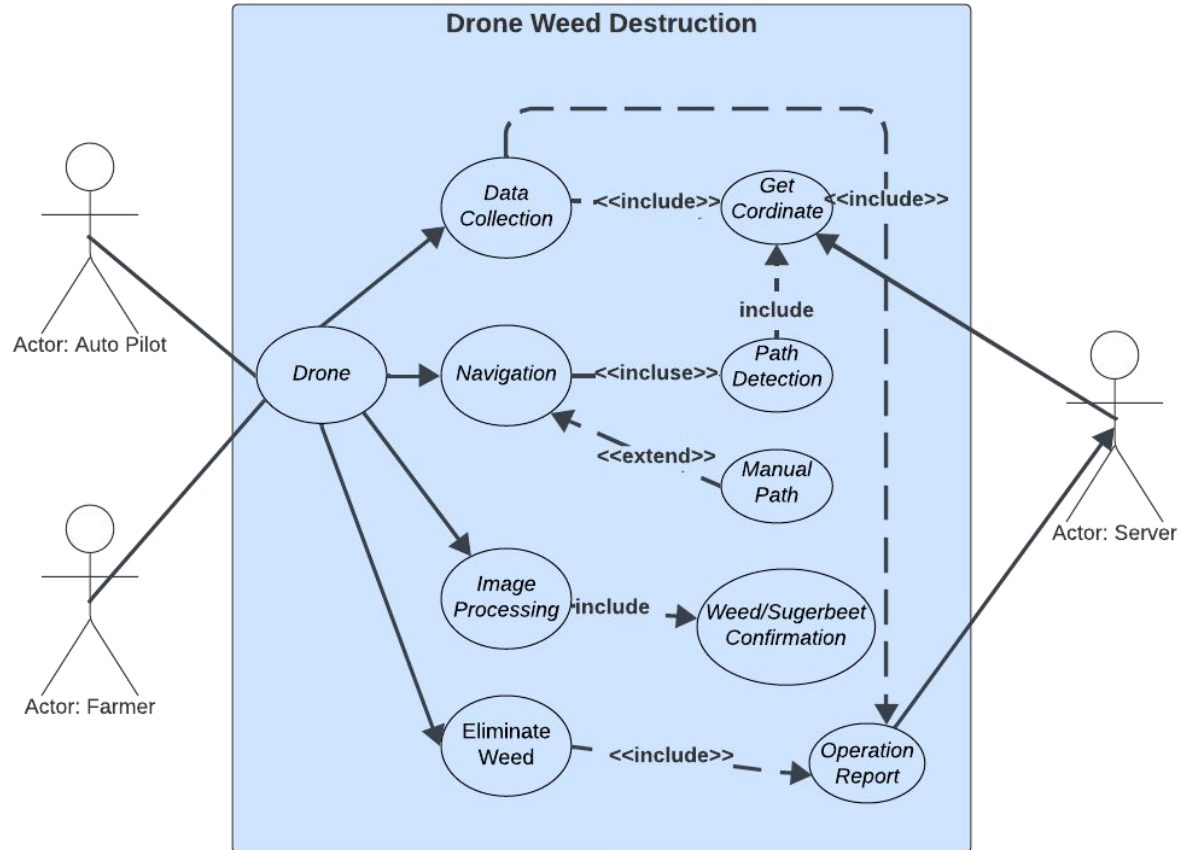 Drone Weed Destruction
Data
Collection
<<include>>
Get
Cordinate
<<include>>
include
Actor: Auto Pilot
Drone
Navigation
<<incluse>>
Path
Detection
<<extend>>
Manual
Path
Actor: Server
Image
Processing
include
Weed/Sugerbeet
Confirmation
Actor: Farmer
Eliminate
Weed
<<include>>
Operation
Report